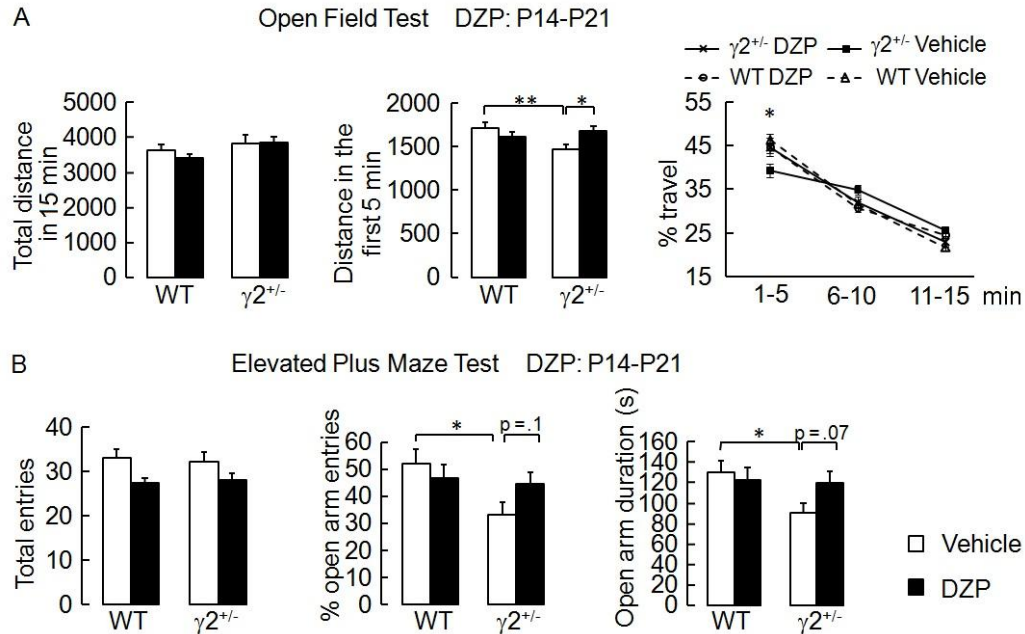 A
Open Field Test DZP: P14-P21
Total distance
in 15 min
5000
4000
3000
2000
1000
0
WT
γ2+/-
Distance in the
first 5 min
2000
1500
1000
500
0
**
*
WT
γ2+/-
γ2+/- DZP
γ2+/- Vehicle
WT DZP
WT Vehicle
% travel
55
45
35
25
15
*
1-5
6-10
11-15
min
B
Elevated Plus Maze Test DZP: P14-P21
Total entries
40
30
20
10
0
WT
γ2+/-
% open arm entries
60
50
40
30
20
10
0
*
p = .1
WT
γ2+/-
Open arm duration (s)
160
140
120
100
80
60
40
20
0
*
p = .07
WT
γ2+/-
Vehicle
DZP